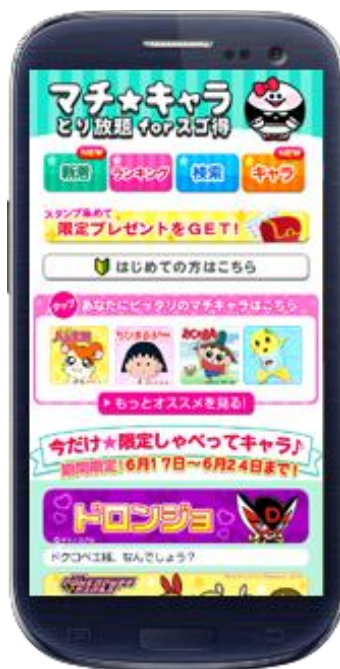 マチ★キャラ
とり放題 for スゴ得
NEW
NEW
新着
ランキング
検索
キャラ
スタンプ集めて
限定プレゼントをGET!
はじめての方はこちら
タップ
あなたにピッタリのマチキャラはこちら
もっとオススメを見る!
今だけ★限定しゃべってキャラ♪
期間限定!6月17日〜6月24日まで!
ドロンジョ
D
ドクロベエ様、なんでしょう?